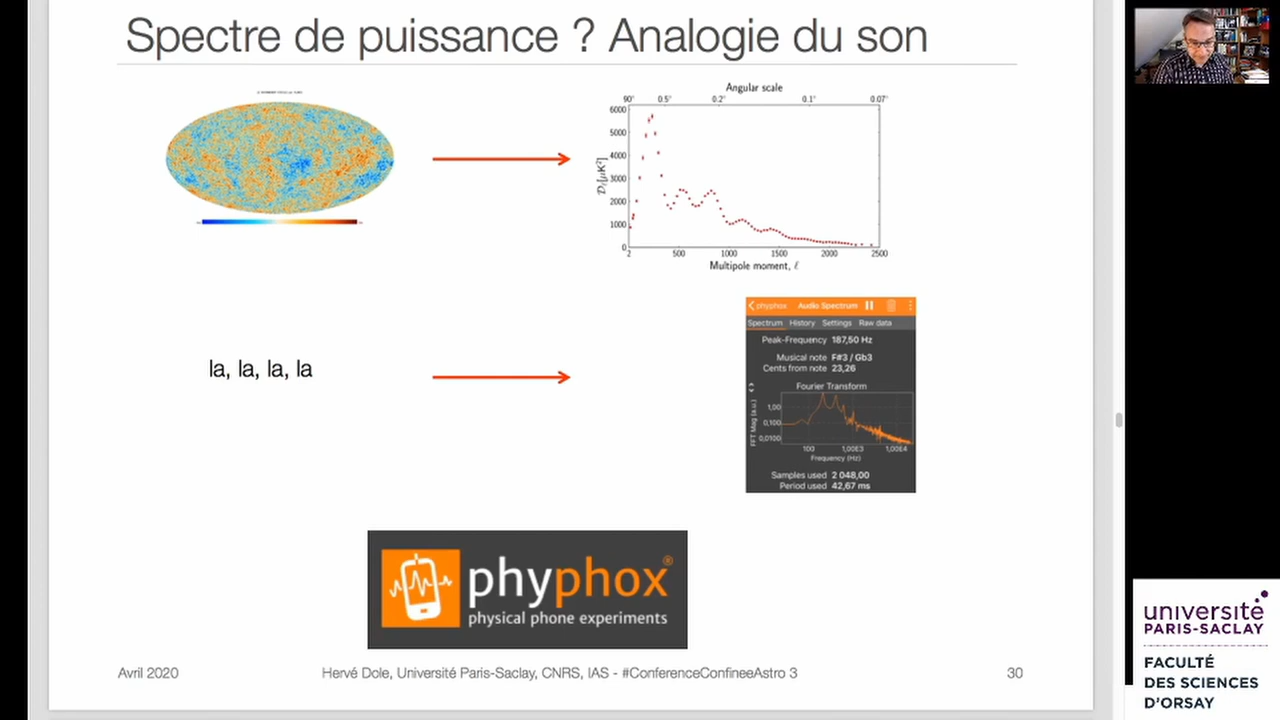 Spectre de puissance ? Analogie du son
Angular scale
90° 0.5° 0.2° 0.1° 0.07°
6000
5000
4000
3000
2000
1000
0
2 500 1000 1500 2000 2500
Multipole moment, ℓ
la, la, la, la
phyphox Audio Spectrum
Spectrum History Settings Raw data
Peak-Frequency 187,50 Hz
Musical note F#3 / Gb3
Cents from note 23,26
Fourier Transform
FFT Mag (a.u.)
1,00
0,100
0,0100
100 1,00E3 1,00E4
Frequency (Hz)
Samples used 2 048,00
Period used 42,67 ms
phyphox®
physical phone experiments
Avril 2020 Hervé Dole, Université Paris-Saclay, CNRS, IAS - #ConferenceConfineeAstro 3 30
université
PARIS-SACLAY
FACULTÉ
DES SCIENCES
D'ORSAY